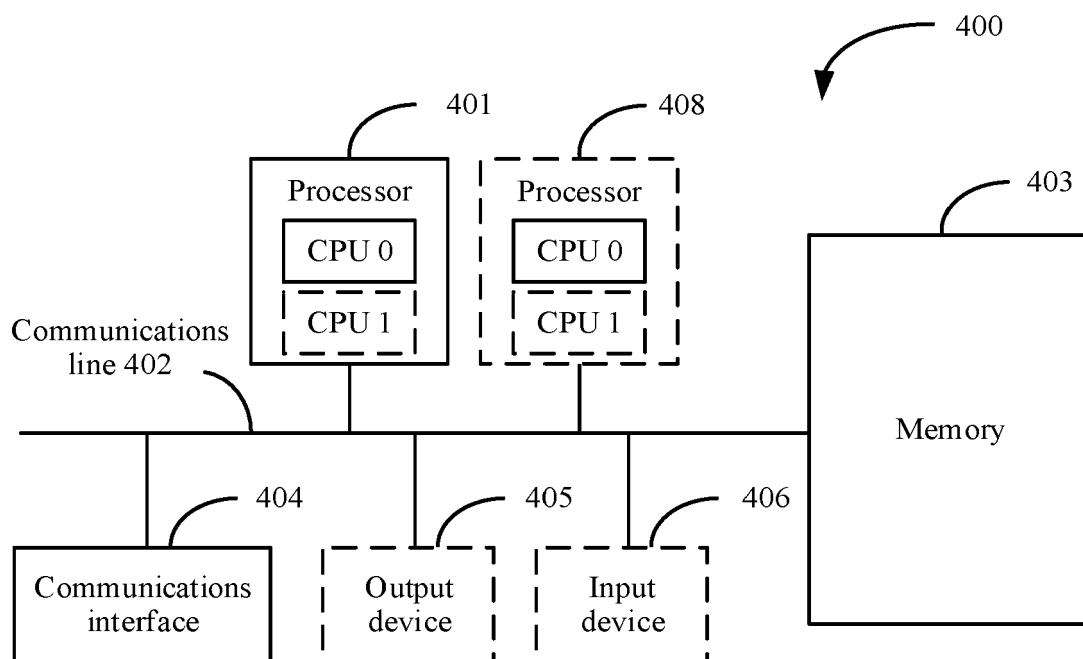 400
401
408
403
Processor
CPU 0
CPU 1
Processor
CPU 0
CPU 1
Communications
line 402
Memory
404
405
406
Communications
interface
Output
device
Input
device